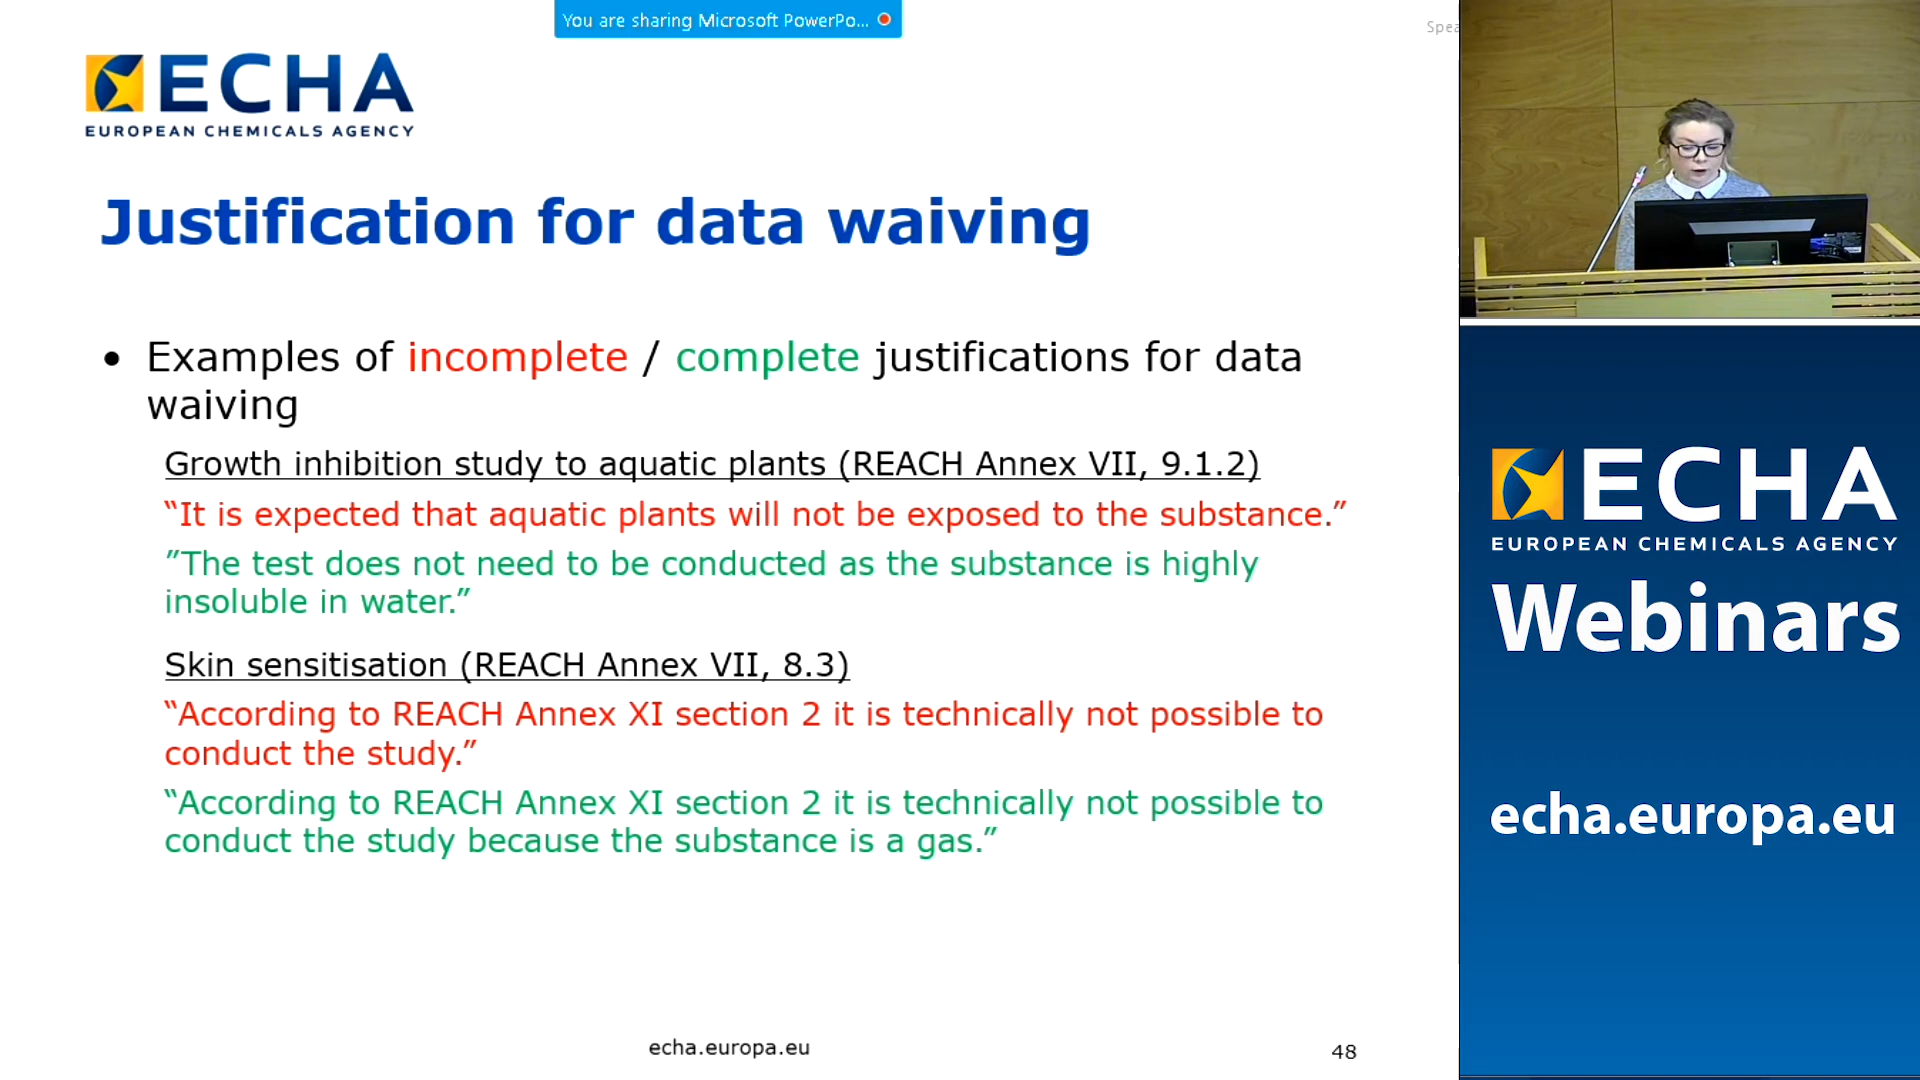 You are sharing Microsoft PowerPo...
Spea
ECHA
EUROPEAN CHEMICALS AGENCY
Justification for data waiving
• Examples of incomplete / complete justifications for data
waiving
Growth inhibition study to aquatic plants (REACH Annex VII, 9.1.2)
“It is expected that aquatic plants will not be exposed to the substance.”
”The test does not need to be conducted as the substance is highly
insoluble in water.”
Skin sensitisation (REACH Annex VII, 8.3)
“According to REACH Annex XI section 2 it is technically not possible to
conduct the study.”
“According to REACH Annex XI section 2 it is technically not possible to
conduct the study because the substance is a gas.”
echa.europa.eu
48
ECHA
EUROPEAN CHEMICALS AGENCY
Webinars
echa.europa.eu